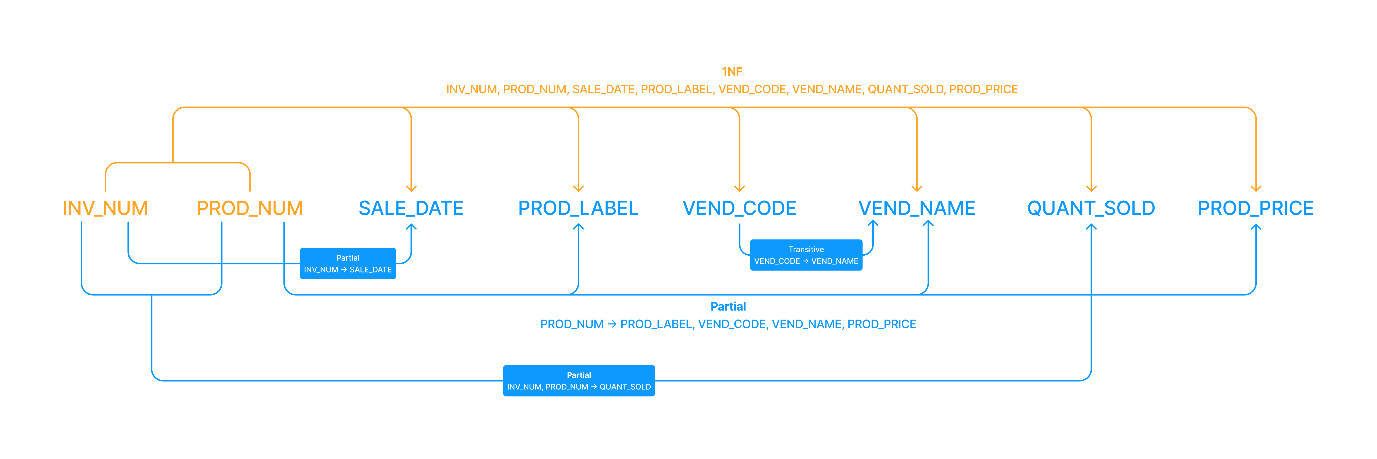 1NF
INV_NUM, PROD_NUM, SALE_DATE, PROD_LABEL, VEND_CODE, VEND_NAME, QUANT_SOLD, PROD_PRICE
INV_NUM PROD_NUM SALE_DATE PROD_LABEL VEND_CODE VEND_NAME QUANT_SOLD PROD_PRICE
Partial
INV_NUM → SALE_DATE
Transitive
VEND_CODE → VEND_NAME
Partial
PROD_NUM → PROD_LABEL, VEND_CODE, VEND_NAME, PROD_PRICE
Partial
INV_NUM, PROD_NUM → QUANT_SOLD